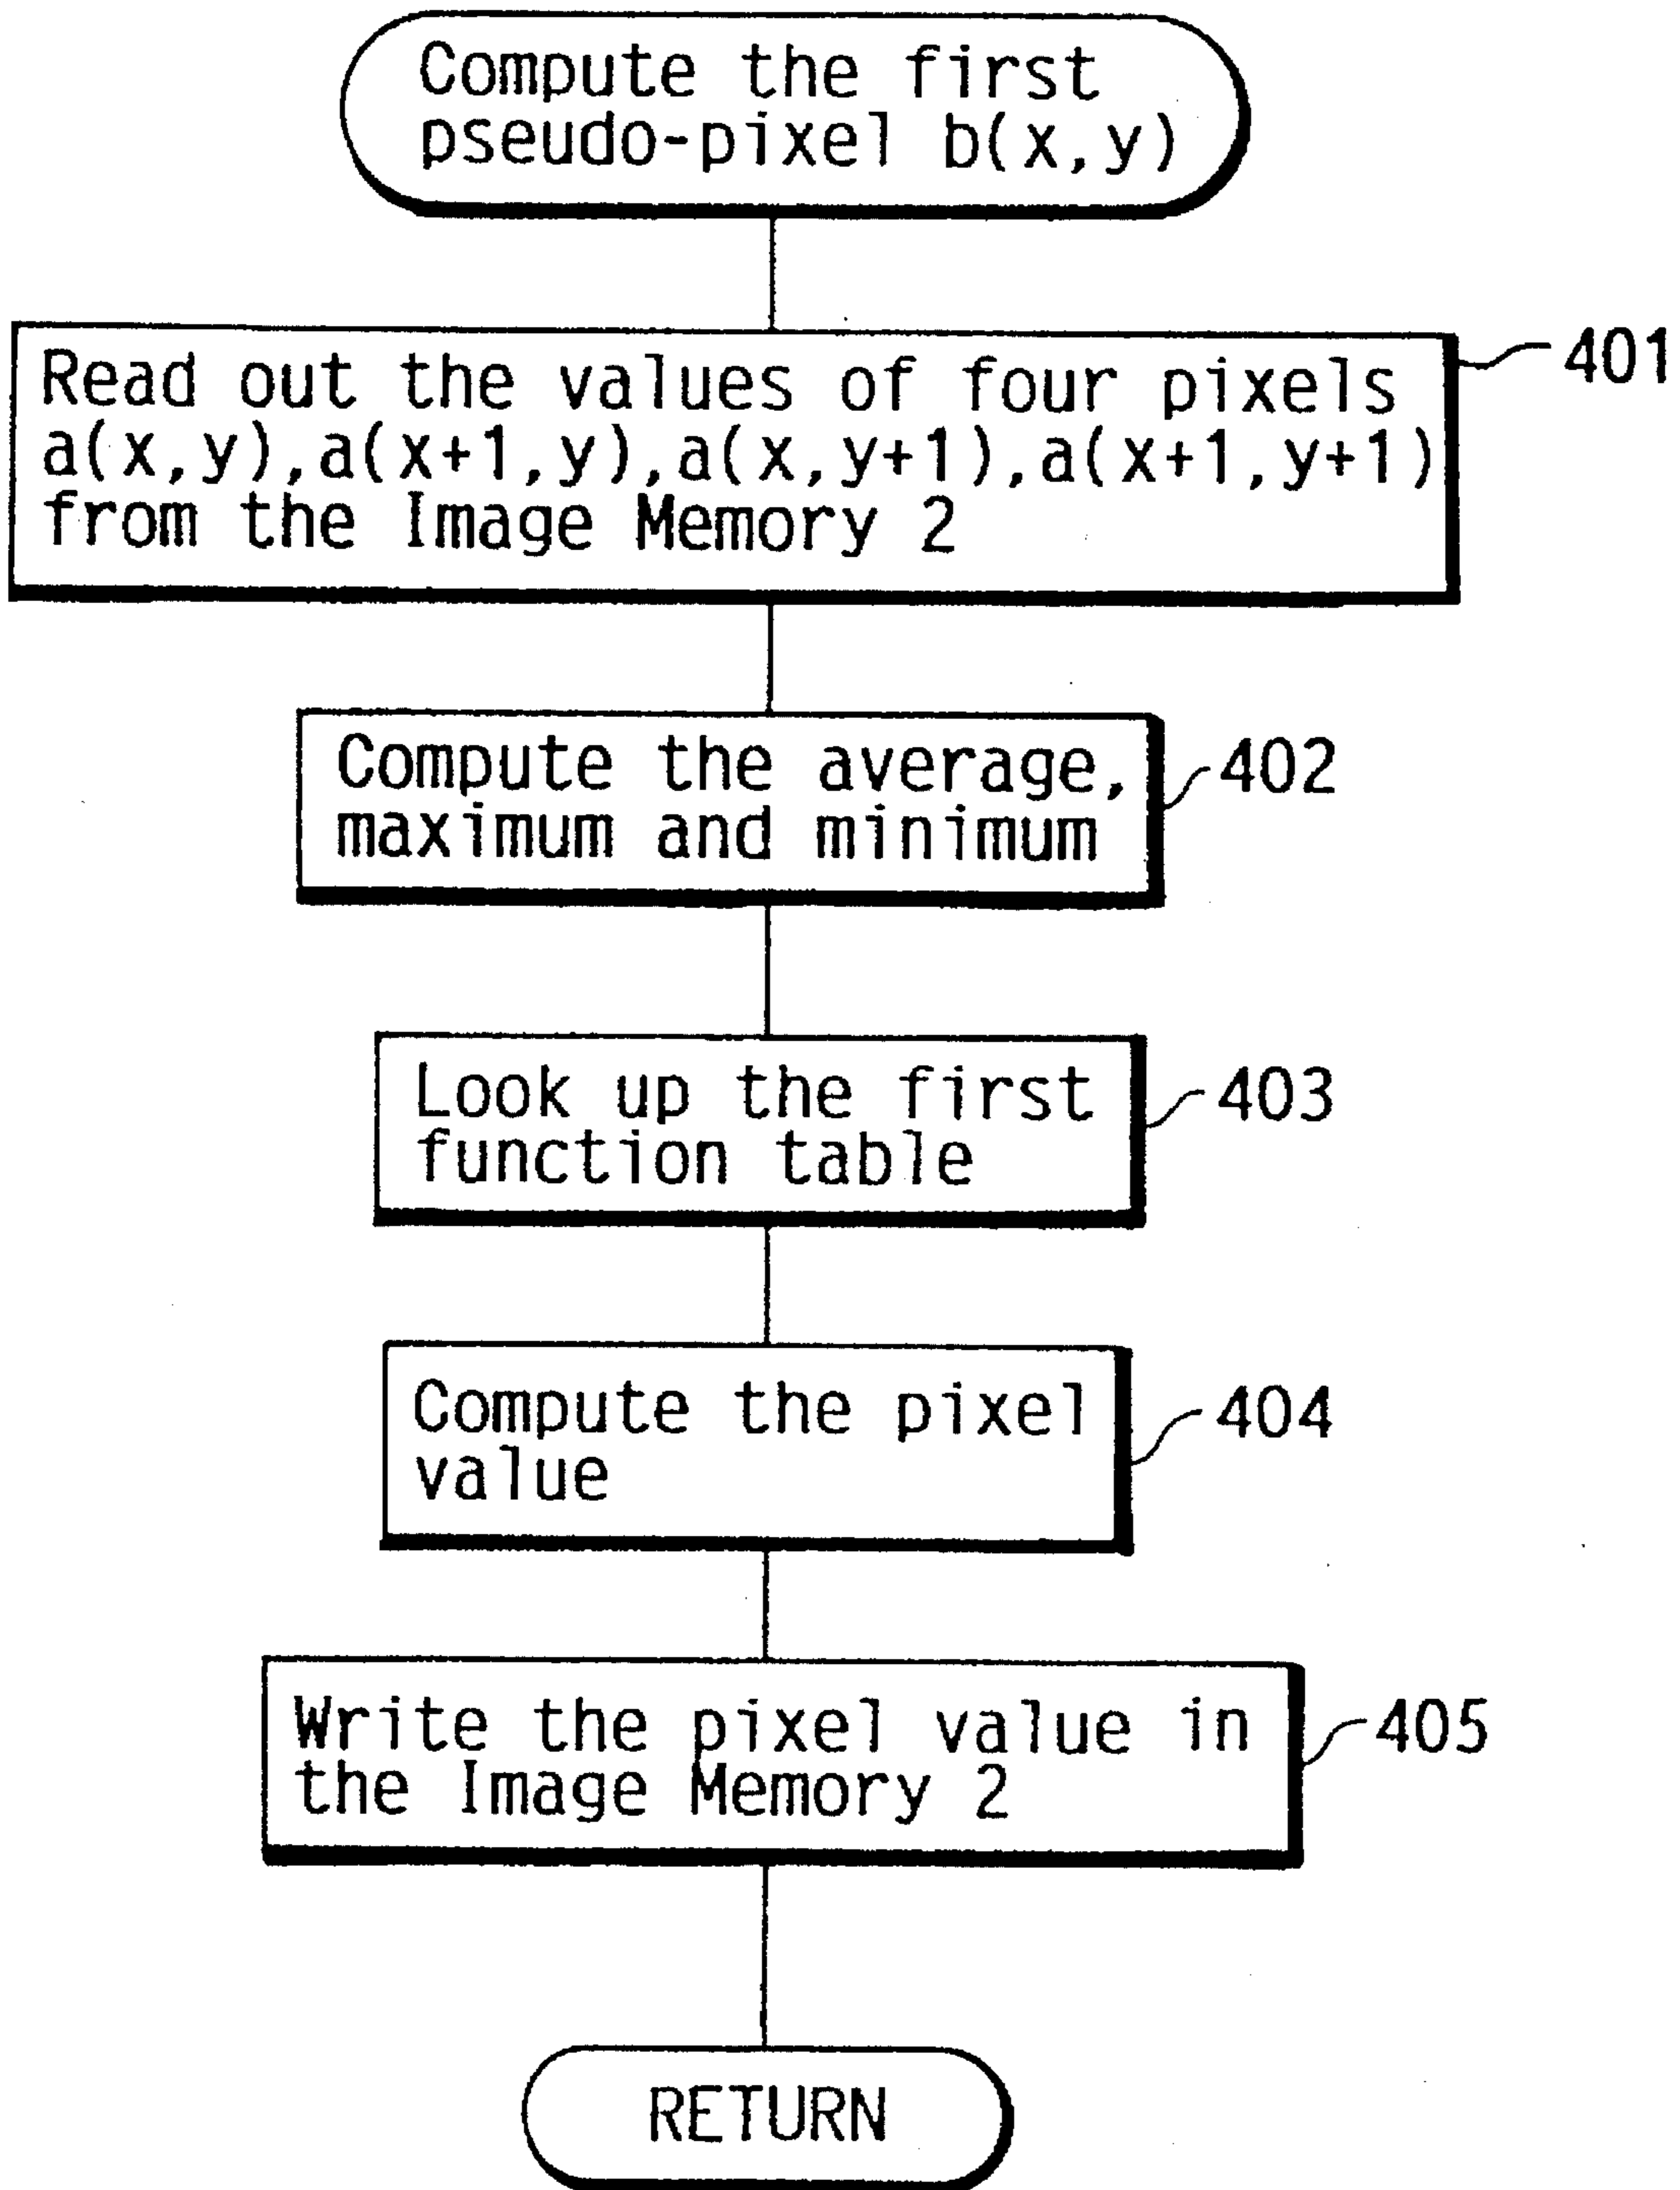 Compute the first
pseudo-pixel b(x,y)
Read out the values of four pixels
a(x,y),a(x+1,y),a(x,y+1),a(x+1,y+1)
from the Image Memory 2
401
Compute the average,
maximum and minimum
402
Look up the first
function table
403
Compute the pixel
value
404
Write the pixel value in
the Image Memory 2
405
RETURN